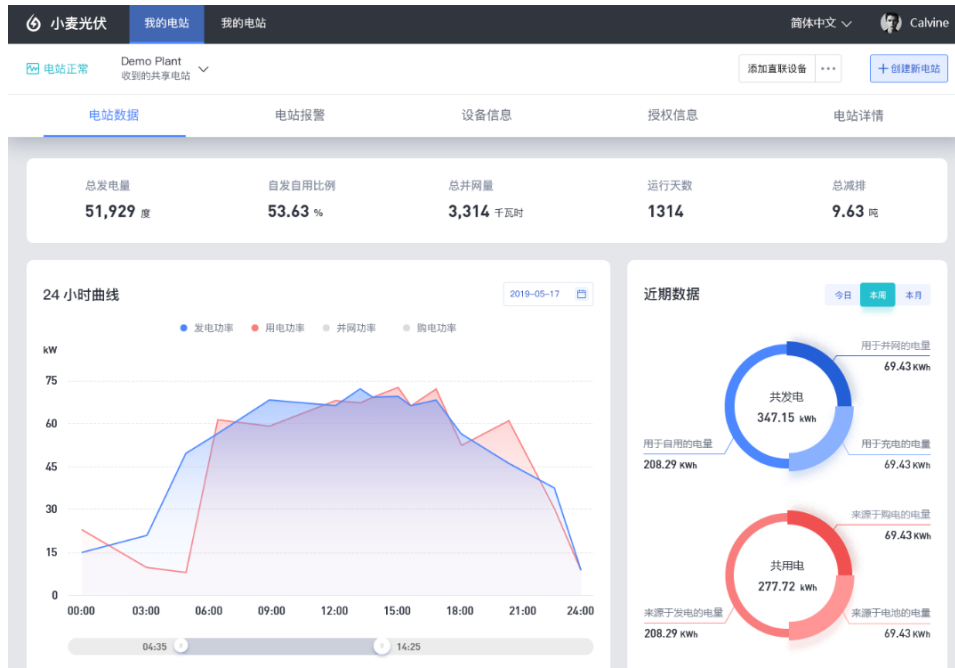 小麦光伏 我的电站 我的电站 简体中文 Calvine
电站正常 Demo Plant 添加直联设备 ··· +创建新电站
收到的共享电站
电站数据 电站报警 设备信息 授权信息 电站详情
总发电量 自发自用比例 总并网量 运行天数 总减排
51,929 度 53.63 % 3,314 千瓦时 1314 9.63 吨
24 小时曲线 2019-05-17
发电功率 用电功率 并网功率 购电功率
kW
75
60
45
30
15
0
00:00 03:00 06:00 09:00 12:00 15:00 18:00 21:00 24:00
04:35 14:25
近期数据 今日 本周 本月
用于并网的电量
69.43 KWh
共发电
347.15 kWh
用于自用的电量 用于充电的电量
208.29 KWh 69.43 KWh
来源于购电的电量
69.43 KWh
共用电
277.72 kWh
来源于发电的电量 来源于电池的电量
208.29 KWh 69.43 KWh